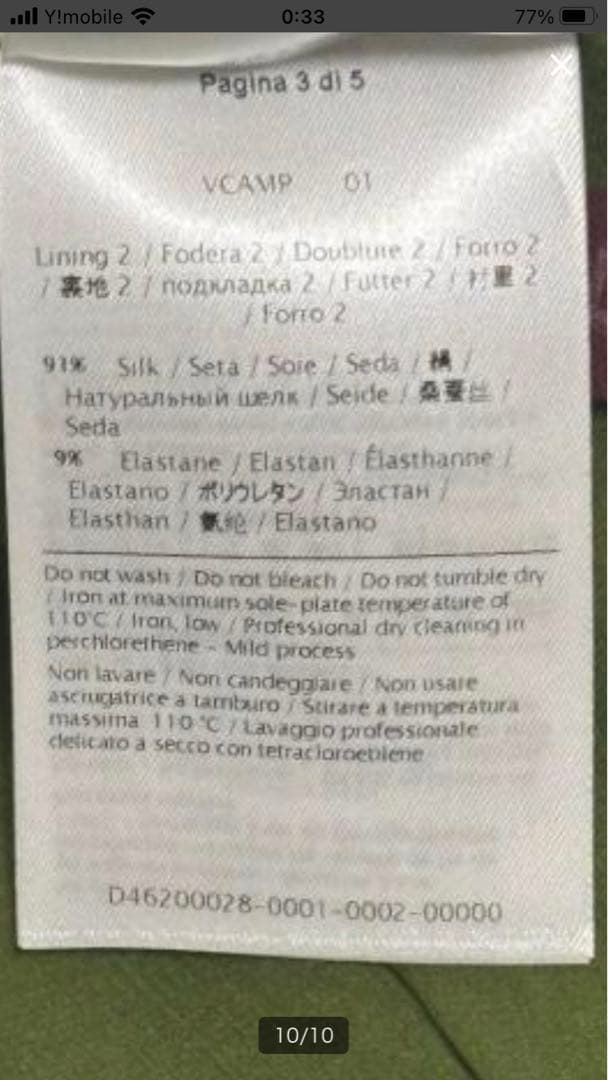 Y!mobile 0:33 77%
Pagina 3 di 5
VCAMP 01
Lining 2 / Fodera 2 / Doublure 2 / Forro 2
/ 裏地 2 / подкладка 2 / Futter 2 / 衬里 2
/ Forro 2
91% Silk / Seta / Soie / Seda / 絹 /
Натуральный шелк / Seide / 桑蚕丝 /
Seda
9% Elastane / Elastan / Élasthanne /
Elastano / ポリウレタン / Эластан /
Elasthan / 氨纶 / Elastano
Do not wash / Do not bleach / Do not tumble dry
/ Iron at maximum sole-plate temperature of
110°C / Iron, low / Professional dry cleaning in
perchlorethene - Mild process
Non lavare / Non candeggiare / Non usare
asciugatrice a tamburo / Stirare a temperatura
massima 110 °C / Lavaggio professionale
delicato a secco con tetracloroetilene
D46200028-0001-0002-00000
10/10